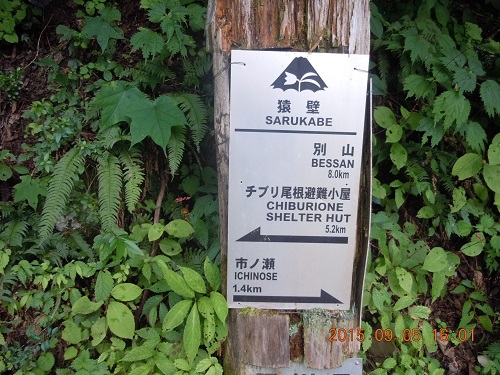 猿壁
SARUKABE
別山
BESSAN
8.0km
チブリ尾根避難小屋
CHIBURIONE
SHELTER HUT
5.2km
市ノ瀬
ICHINOSE
1.4km
2015.09.05 16:01